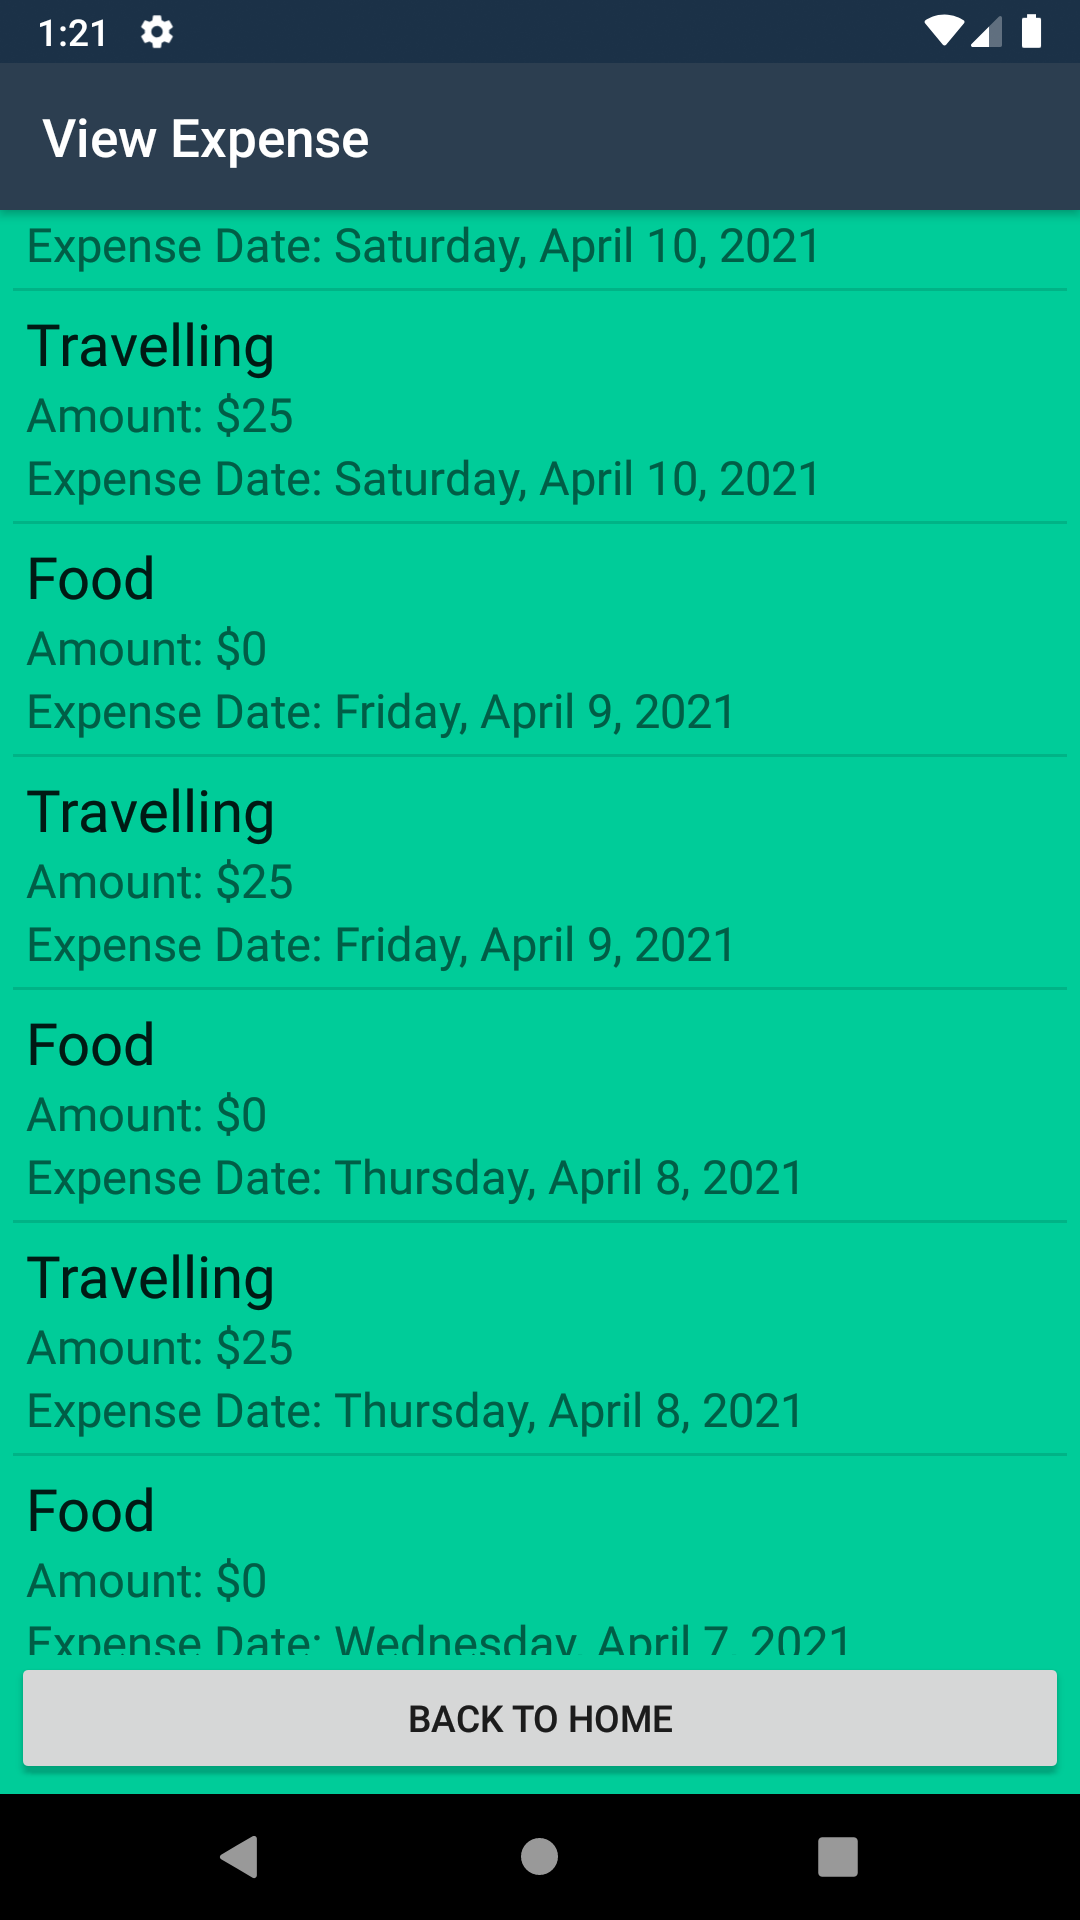 1:21
View Expense
Expense Date: Saturday, April 10, 2021
Travelling
Amount: $25
Expense Date: Saturday, April 10, 2021
Food
Amount: $0
Expense Date: Friday, April 9, 2021
Travelling
Amount: $25
Expense Date: Friday, April 9, 2021
Food
Amount: $0
Expense Date: Thursday, April 8, 2021
Travelling
Amount: $25
Expense Date: Thursday, April 8, 2021
Food
Amount: $0
Expense Date: Wednesday, April 7, 2021
BACK TO HOME